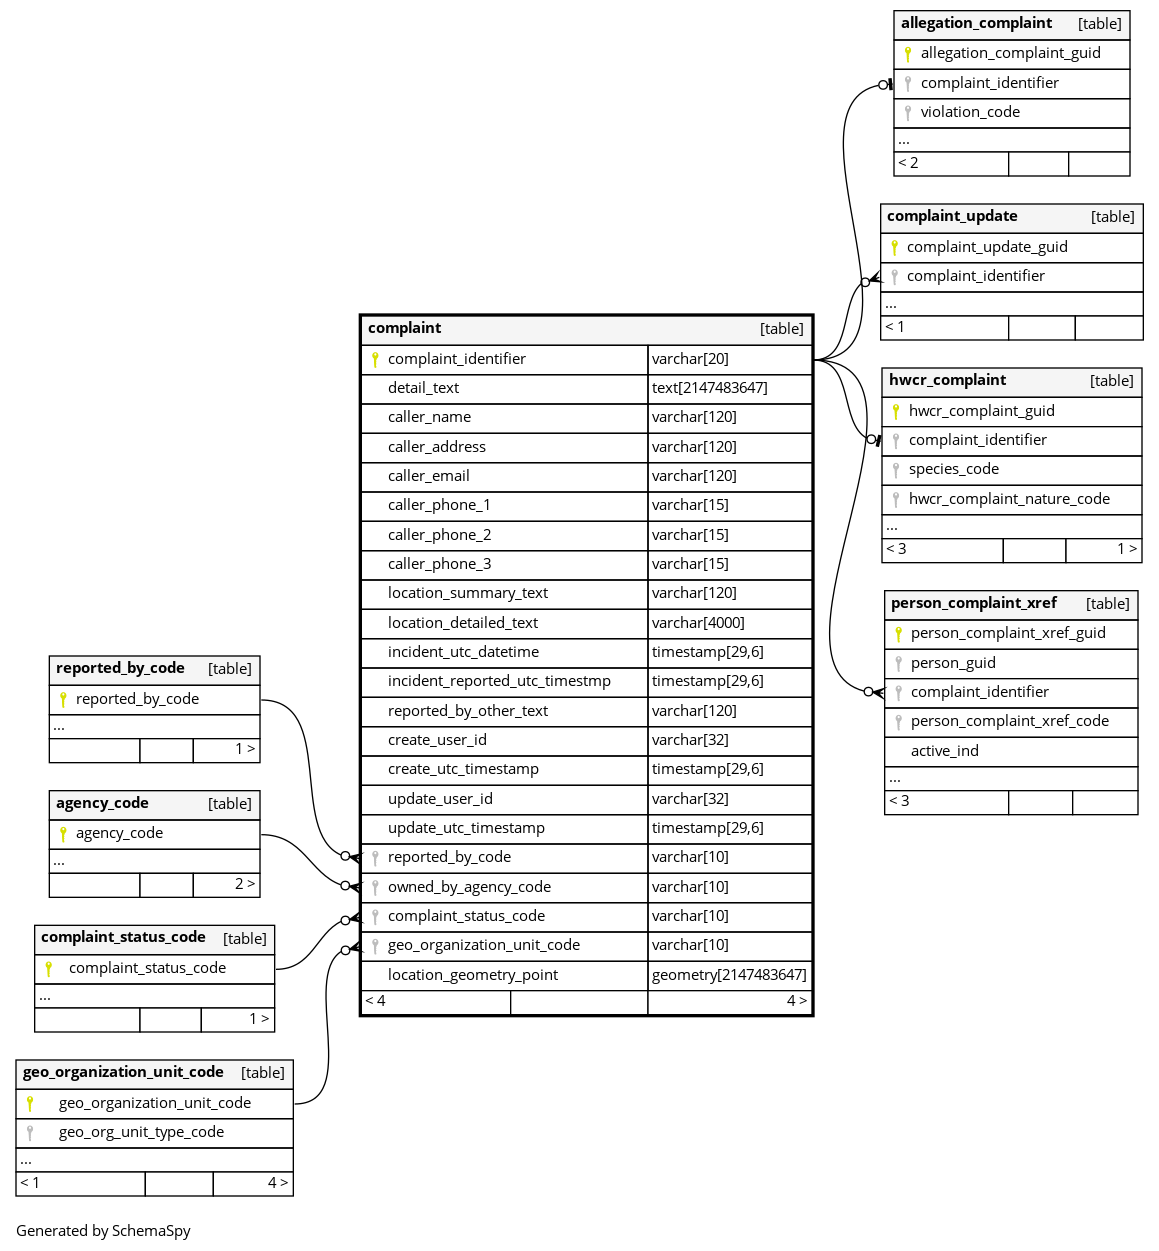 allegation_complaint [table]
allegation_complaint_guid
complaint_identifier
violation_code
...
< 2
complaint_update [table]
complaint_update_guid
complaint_identifier
...
< 1
hwcr_complaint [table]
hwcr_complaint_guid
complaint_identifier
species_code
hwcr_complaint_nature_code
...
< 3 1 >
person_complaint_xref [table]
person_complaint_xref_guid
person_guid
complaint_identifier
person_complaint_xref_code
active_ind
...
< 3
complaint [table]
complaint_identifier varchar[20]
detail_text text[2147483647]
caller_name varchar[120]
caller_address varchar[120]
caller_email varchar[120]
caller_phone_1 varchar[15]
caller_phone_2 varchar[15]
caller_phone_3 varchar[15]
location_summary_text varchar[120]
location_detailed_text varchar[4000]
incident_utc_datetime timestamp[29,6]
incident_reported_utc_timestmp timestamp[29,6]
reported_by_other_text varchar[120]
create_user_id varchar[32]
create_utc_timestamp timestamp[29,6]
update_user_id varchar[32]
update_utc_timestamp timestamp[29,6]
reported_by_code varchar[10]
owned_by_agency_code varchar[10]
complaint_status_code varchar[10]
geo_organization_unit_code varchar[10]
location_geometry_point geometry[2147483647]
< 4 4 >
reported_by_code [table]
reported_by_code
...
1 >
agency_code [table]
agency_code
...
2 >
complaint_status_code [table]
complaint_status_code
...
1 >
geo_organization_unit_code [table]
geo_organization_unit_code
geo_org_unit_type_code
...
< 1 4 >
Generated by SchemaSpy